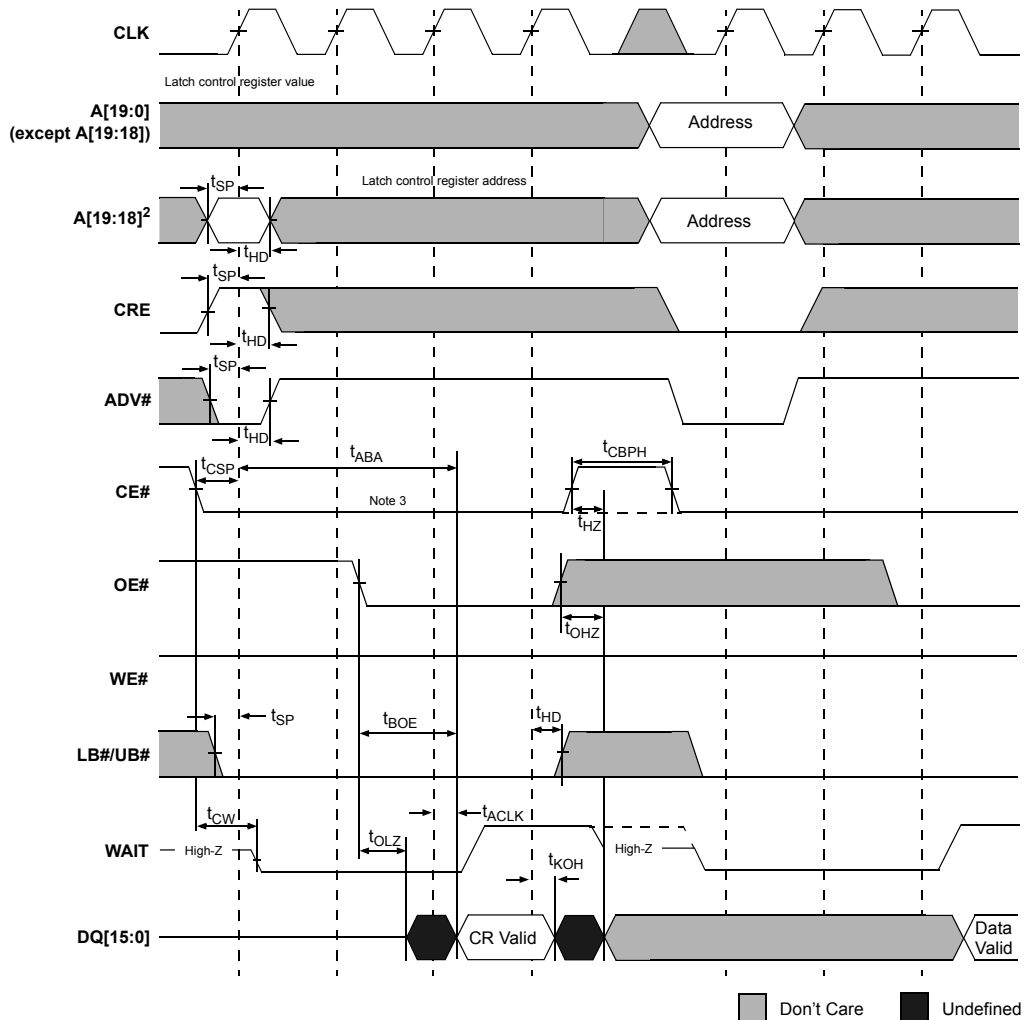 CLK
Latch control register value
A[19:0]
(except A[19:18])
Address
Latch control register address
tSP
A[19:18]2
Address
tHD
tSP
CRE
tHD
tSP
ADV#
tHD
tCSP
tABA
tCBPH
CE#
Note 3
tHZ
OE#
tOHZ
WE#
tSP
tBOE
tHD
LB#/UB#
tCW
tACLK
tOLZ
WAIT
High-Z
High-Z
tKOH
DQ[15:0]
CR Valid
Data
Valid
Don't Care
Undefined